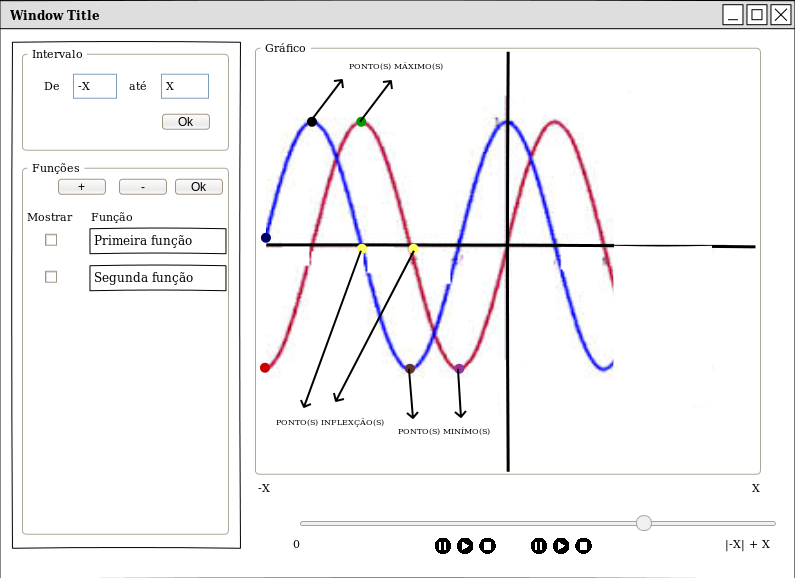 Window Title
Intervalo
De -X até X
Ok
Funções
+ - Ok
Mostrar Função
Primeira função
Segunda função
Gráfico
PONTO(S) MÁXIMO(S)
1
PONTO(S) INFLEXÇÃO(S)
PONTO(S) MINÍMO(S)
-X X
0 |-X| + X